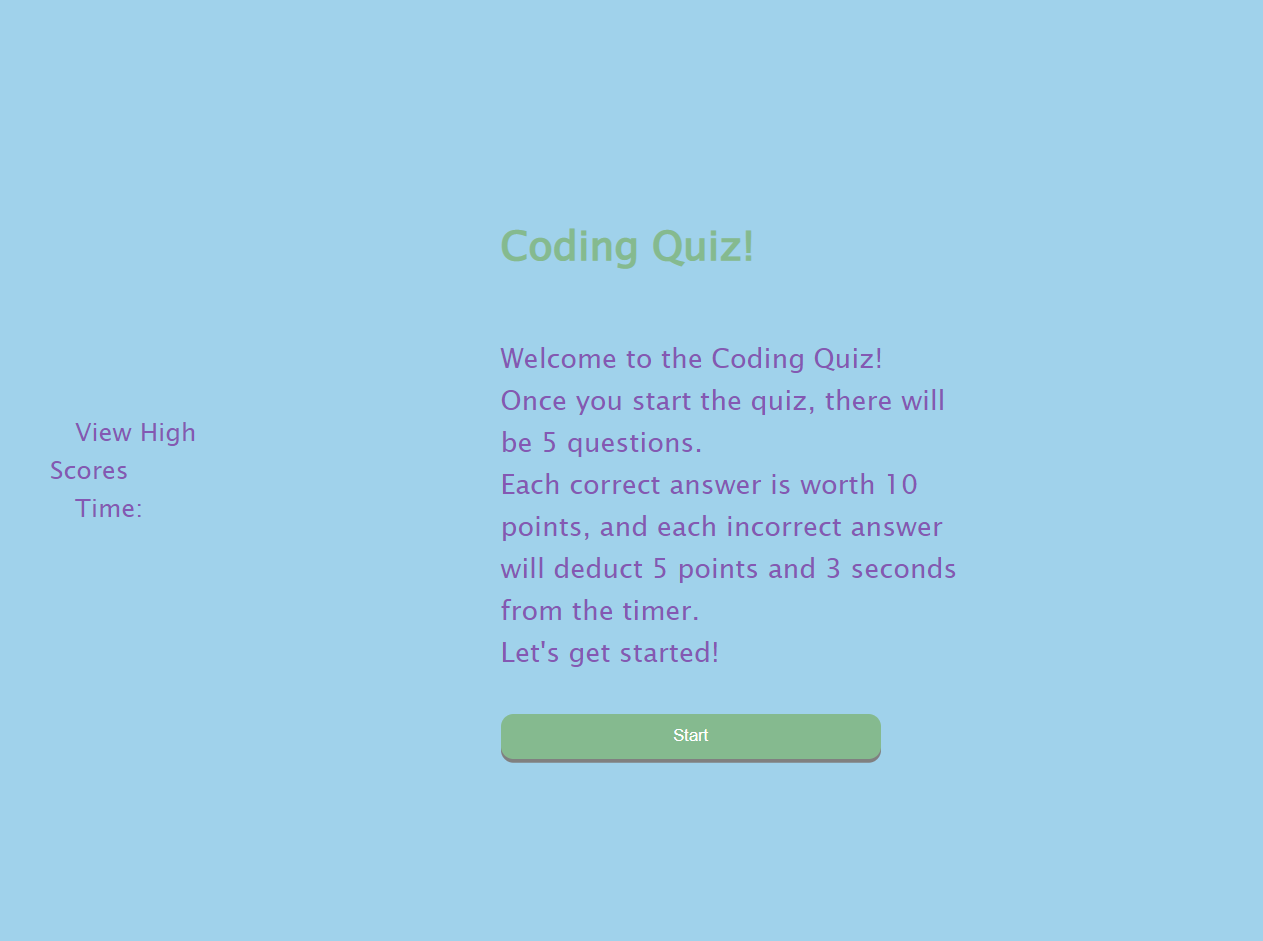 Coding Quiz!
Welcome to the Coding Quiz!
Once you start the quiz, there will
be 5 questions.
Each correct answer is worth 10
points, and each incorrect answer
will deduct 5 points and 3 seconds
from the timer.
Let's get started!
View High
Scores
Time:
Start